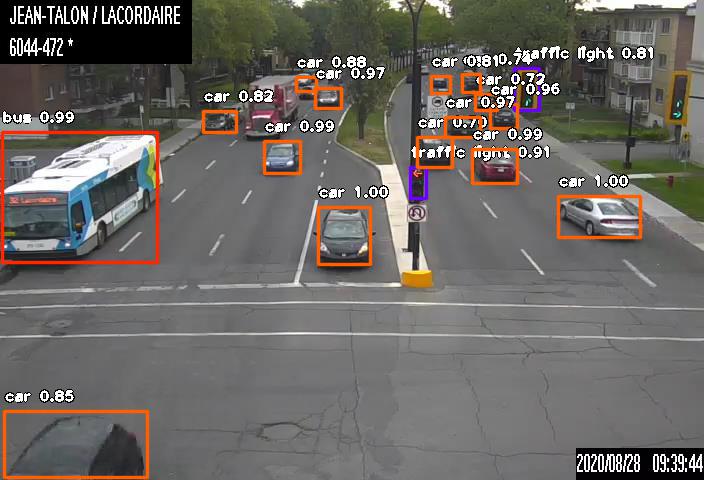 JEAN-TALON / LACORDAIRE
6044-472 *
car 0.88
car 0.97
0.81
0.74
traffic light 0.81
car 0.72
car 0.96
car 0.82
0.97
bus 0.99
car 0.99
0.70
car 0.99
traffic light 0.91
car 1.00
car 1.00
car 0.85
2020/08/28 09:39:44